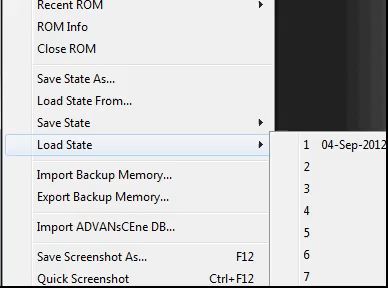 Recent ROM
ROM Info
Close ROM
Save State As...
Load State From...
Save State
Load State
1 04-Sep-2012
2
Import Backup Memory...
3
Export Backup Memory...
4
Import ADVANsCEne DB...
5
Save Screenshot As... F12
6
Quick Screenshot Ctrl+F12
7